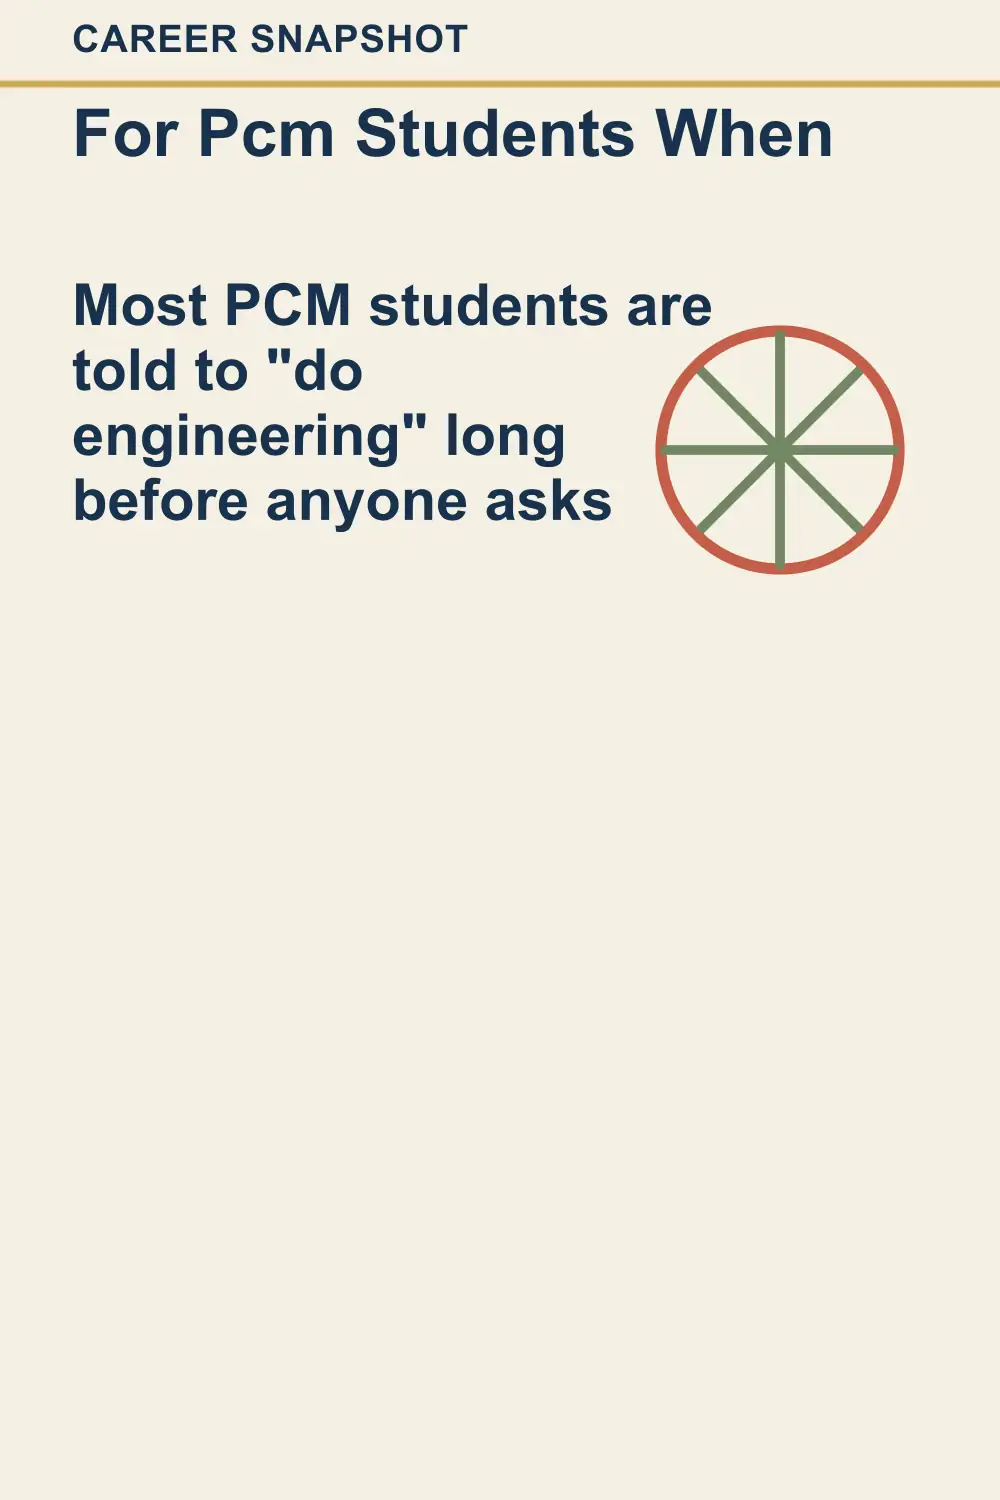 CAREER SNAPSHOT
For Pcm Students When
Most PCM students are
told to "do
engineering" long
before anyone asks